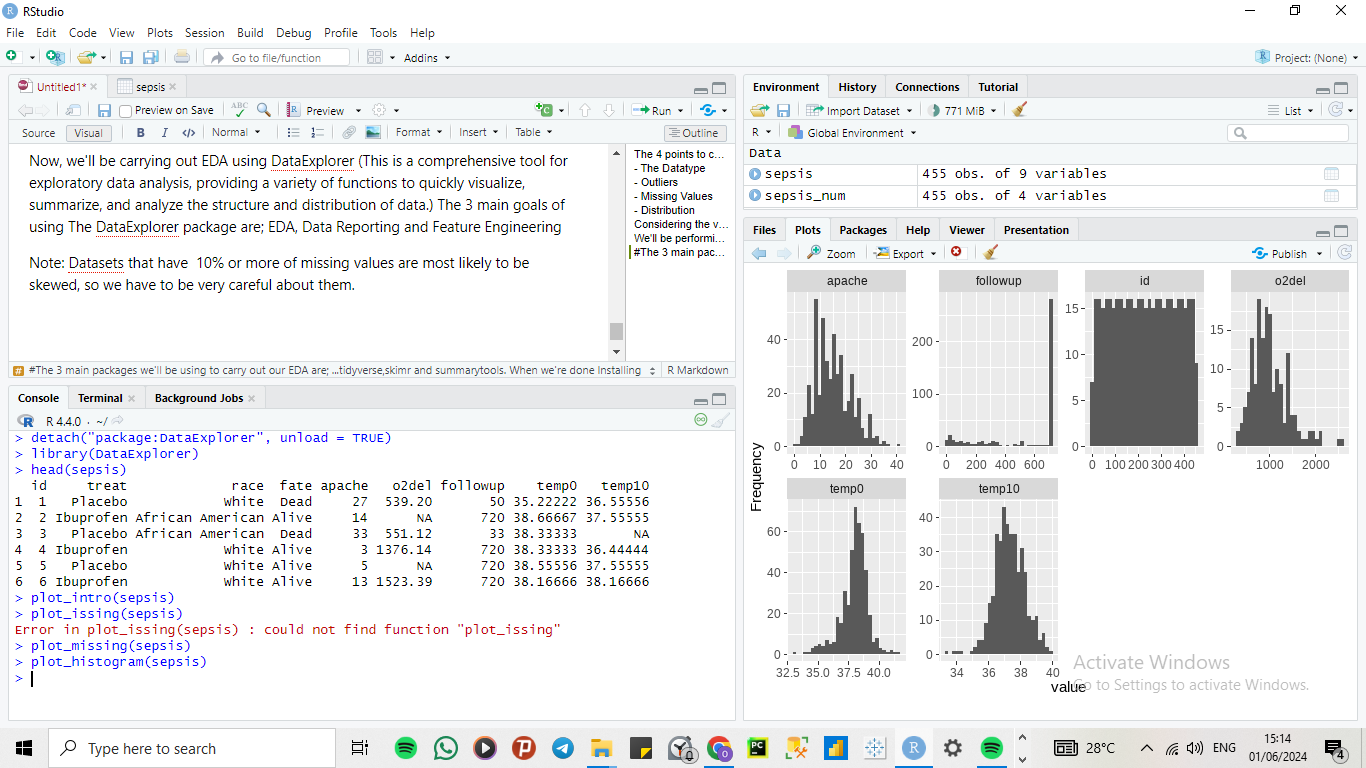 RStudio
File Edit Code View Plots Session Build Debug Profile Tools Help
Go to file/function
Addins
Project: (None)
Untitled1*
sepsis
Preview on Save
ABC
Preview
Run
Source Visual
B I </>
Normal
Format
Insert
Table
Outline
Now, we'll be carrying out EDA using DataExplorer (This is a comprehensive tool for
exploratory data analysis, providing a variety of functions to quickly visualize,
summarize, and analyze the structure and distribution of data.) The 3 main goals of
using The DataExplorer package are; EDA, Data Reporting and Feature Engineering
Note: Datasets that have 10% or more of missing values are most likely to be
skewed, so we have to be very careful about them.
The 4 points to c...
- The Datatype
- Outliers
- Missing Values
- Distribution
Considering the v...
We'll be performi...
#The 3 main pac...
#The 3 main packages we'll be using to carry out our EDA are; ...tidyverse,skimr and summarytools. When we're done Installing
R Markdown
Console Terminal Background Jobs
R 4.4.0 · ~/
> detach("package:DataExplorer", unload = TRUE)
> library(DataExplorer)
> head(sepsis)
id treat race fate apache o2del followup temp0 temp10
1 1 Placebo White Dead 27 539.20 50 35.22222 36.55556
2 2 Ibuprofen African American Alive 14 NA 720 38.66667 37.55555
3 3 Placebo African American Dead 33 551.12 33 38.33333 NA
4 4 Ibuprofen White Alive 3 1376.14 720 38.33333 36.44444
5 5 Placebo White Alive 5 NA 720 38.55556 37.55555
6 6 Ibuprofen White Alive 13 1523.39 720 38.16666 38.16666
> plot_intro(sepsis)
> plot_issing(sepsis)
Error in plot_issing(sepsis) : could not find function "plot_issing"
> plot_missing(sepsis)
> plot_histogram(sepsis)
>
Environment History Connections Tutorial
Import Dataset
771 MiB
List
R
Global Environment
Data
sepsis 455 obs. of 9 variables
sepsis_num 455 obs. of 4 variables
Files Plots Packages Help Viewer Presentation
Zoom
Export
Publish
apache
followup
id
o2del
40
20
0
0 10 20 30 40
200
100
0
0 200 400 600
15
10
5
0
0 100 200 300 400
15
10
5
0
1000 2000
Frequency
temp0
temp10
60
40
20
0
32.5 35.0 37.5 40.0
40
30
20
10
0
34 36 38 40
value
Activate Windows
Go to Settings to activate Windows.
Type here to search
PC
28°C
ENG
15:14
01/06/2024
4